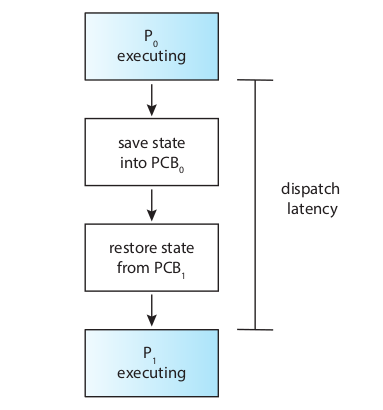 P₀
executing
save state
into PCB₀
dispatch
latency
restore state
from PCB₁
P₁
executing